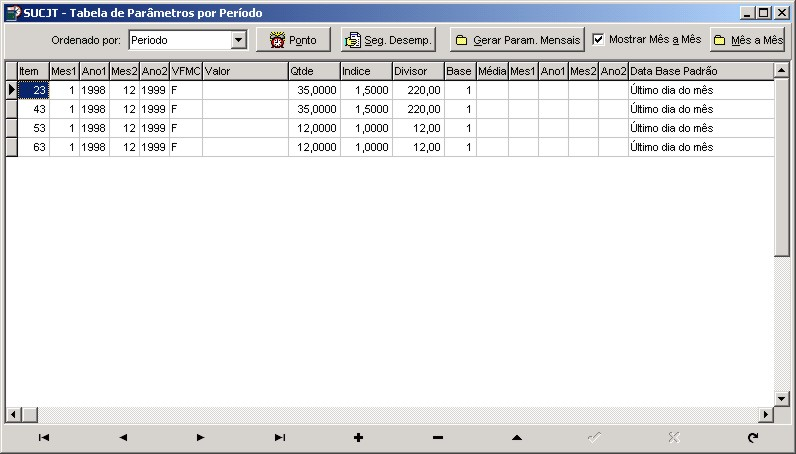 SUCJT - Tabela de Parâmetros por Período
Ordenado por: Periodo Ponto Seg. Desemp. Gerar Param. Mensais Mostrar Mês a Mês Mês a Mês
Item Mes1 Ano1 Mes2 Ano2 VFMC Valor Qtde Indice Divisor Base Média Mes1 Ano1 Mes2 Ano2 Data Base Padrão
23 1 1998 12 1999 F 35,0000 1,5000 220,00 1 Último dia do mês
43 1 1998 12 1999 F 35,0000 1,5000 220,00 1 Último dia do mês
53 1 1998 12 1999 F 12,0000 1,0000 12,00 1 Último dia do mês
63 1 1998 12 1999 F 12,0000 1,0000 12,00 1 Último dia do mês